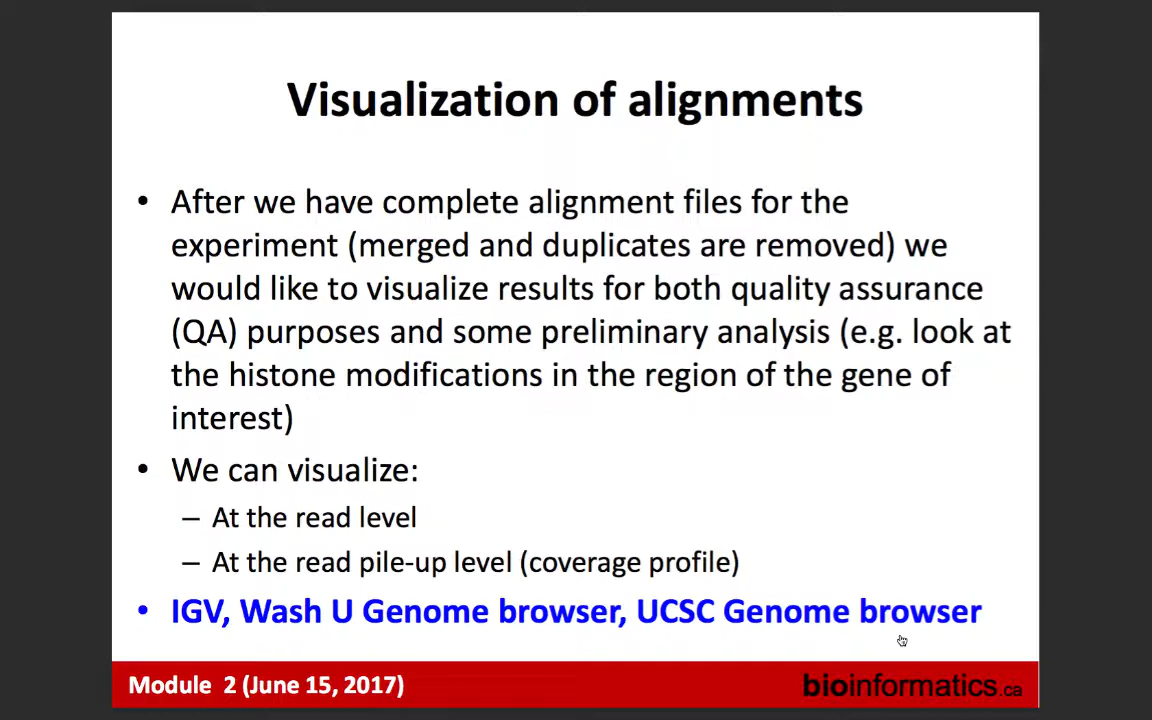 Visualization of alignments
• After we have complete alignment files for the
experiment (merged and duplicates are removed) we
would like to visualize results for both quality assurance
(QA) purposes and some preliminary analysis (e.g. look at
the histone modifications in the region of the gene of
interest)
• We can visualize:
– At the read level
– At the read pile-up level (coverage profile)
• IGV, Wash U Genome browser, UCSC Genome browser
Module 2 (June 15, 2017)
bioinformatics.ca